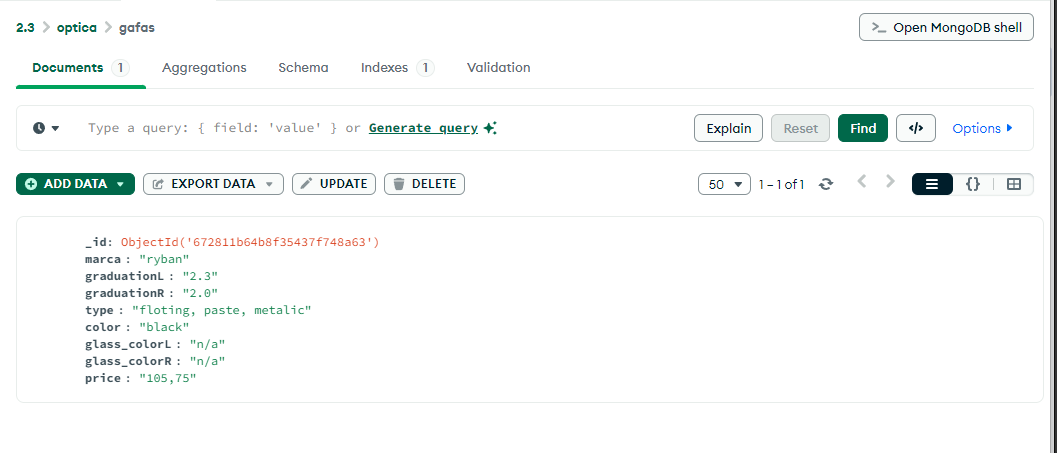 2.3 > optica > gafas
>_ Open MongoDB shell
Documents 1 Aggregations Schema Indexes 1 Validation
Type a query: { field: 'value' } or Generate query
Explain Reset Find </> Options
ADD DATA EXPORT DATA UPDATE DELETE
50 1 – 1 of 1 {}
_id: ObjectId('672811b64b8f35437f748a63')
marca : "ryban"
graduationL : "2.3"
graduationR : "2.0"
type : "floting, paste, metalic"
color : "black"
glass_colorL : "n/a"
glass_colorR : "n/a"
price : "105,75"